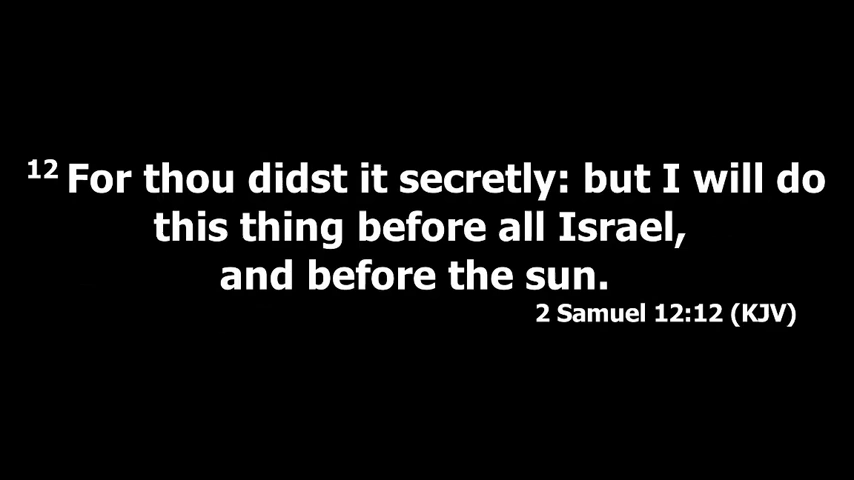 12 For thou didst it secretly: but I will do
this thing before all Israel,
and before the sun.
2 Samuel 12:12 (KJV)